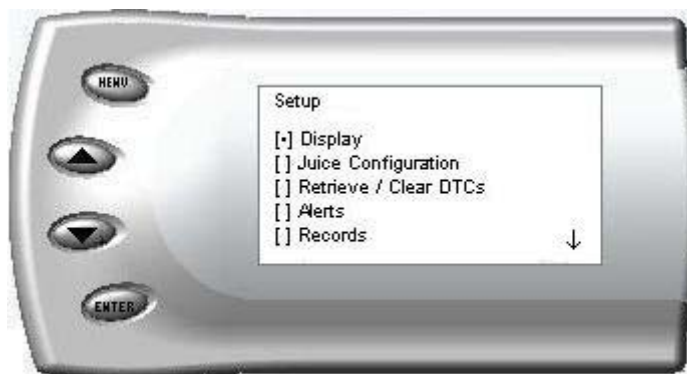 MENU
Setup
[•] Display
[ ] Juice Configuration
[ ] Retrieve / Clear DTCs
[ ] Alerts
[ ] Records
ENTER